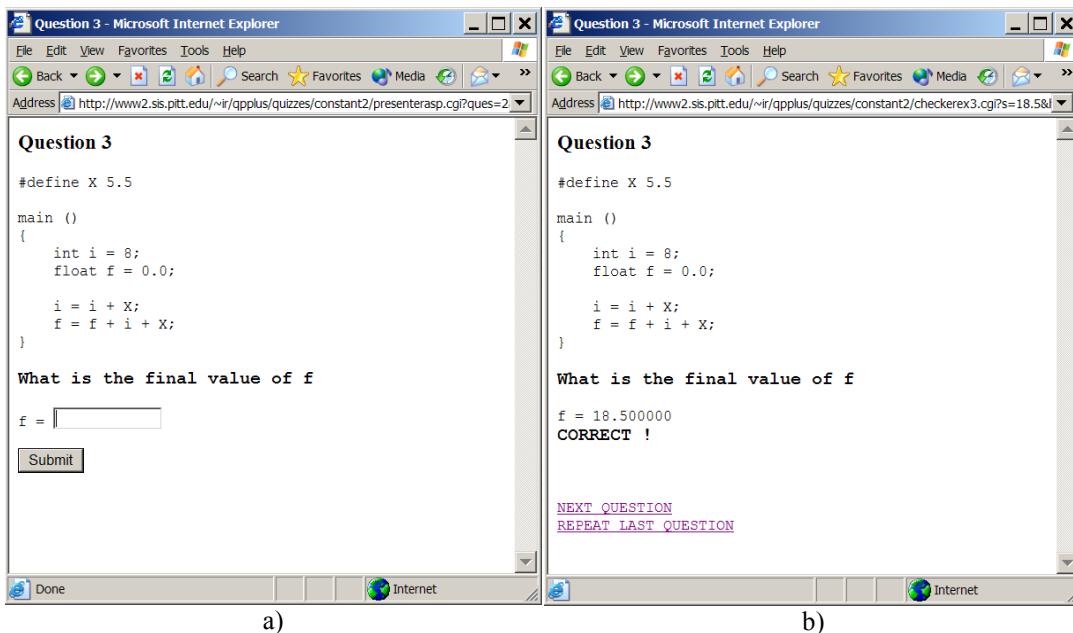 Question 3 - Microsoft Internet Explorer
File Edit View Favorites Tools Help
Back Search Favorites Media »
Address http://www2.sis.pitt.edu/~ir/qpplus/quizzes/constant2/presenterasp.cgi?ques=2
Question 3
#define X 5.5
main ()
{
    int i = 8;
    float f = 0.0;
    i = i + X;
    f = f + i + X;
}
What is the final value of f
f =
Submit
Done Internet
a)
Question 3 - Microsoft Internet Explorer
File Edit View Favorites Tools Help
Back Search Favorites Media »
Address http://www2.sis.pitt.edu/~ir/qpplus/quizzes/constant2/checkerex3.cgi?s=18.5&
Question 3
#define X 5.5
main ()
{
    int i = 8;
    float f = 0.0;
    i = i + X;
    f = f + i + X;
}
What is the final value of f
f = 18.500000
CORRECT !
NEXT QUESTION
REPEAT LAST QUESTION
Internet
b)